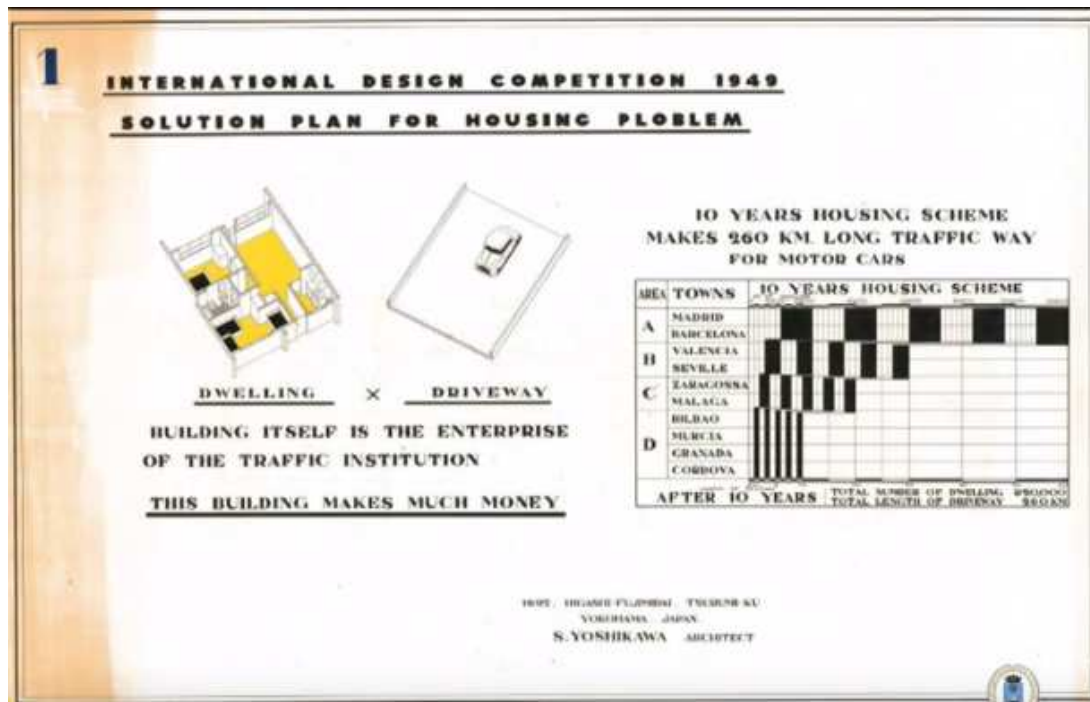 1
INTERNATIONAL DESIGN COMPETITION 1949
SOLUTION PLAN FOR HOUSING PLOBLEM
DWELLING × DRIVEWAY
BUILDING ITSELF IS THE ENTERPRISE
OF THE TRAFFIC INSTITUTION
THIS BUILDING MAKES MUCH MONEY
10 YEARS HOUSING SCHEME
MAKES 260 KM. LONG TRAFFIC WAY
FOR MOTOR CARS
AREA TOWNS 10 YEARS HOUSING SCHEME
A MADRID
BARCELONA
B VALENCIA
SEVILLE
C ZARAGOSSA
MALAGA
D BILBAO
MURCIA
GRANADA
CORDOVA
AFTER 10 YEARS
TOTAL NUMBER OF DWELLING
TOTAL LENGTH OF DRIVEWAY 260 KM
YOKOHAMA JAPAN
S. YOSHIKAWA ARCHITECT